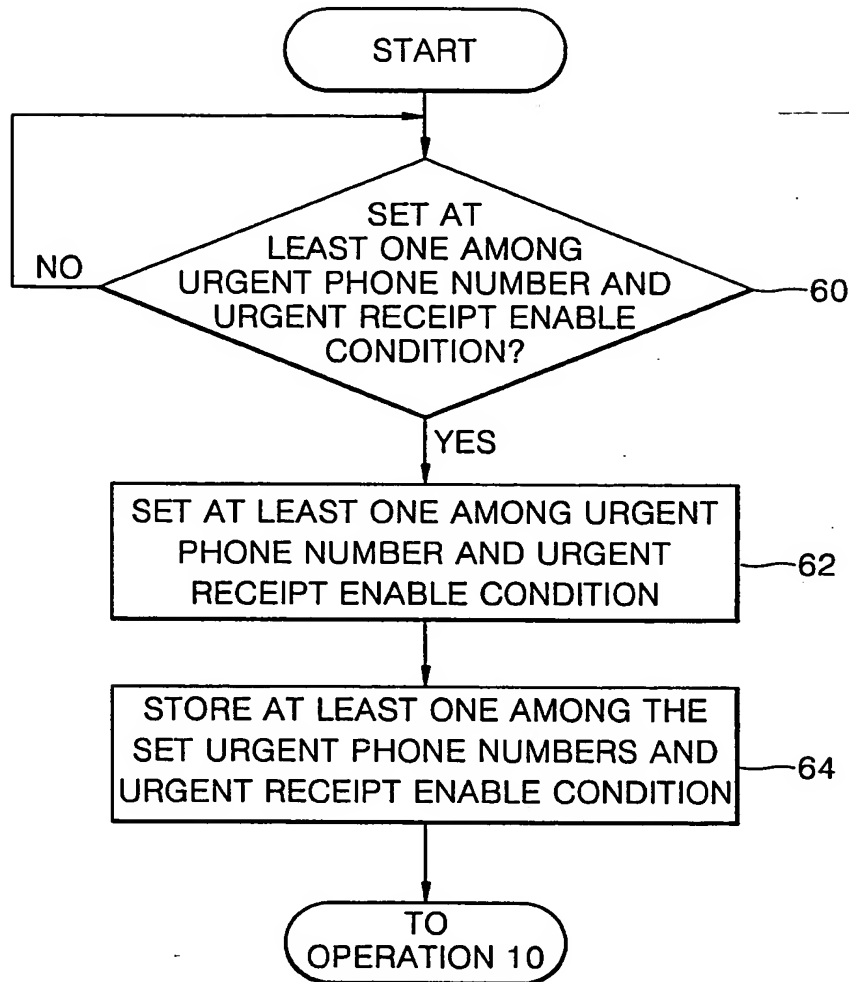 START
SET AT
LEAST ONE AMONG
URGENT PHONE NUMBER AND
URGENT RECEIPT ENABLE
CONDITION?
NO
60
YES
SET AT LEAST ONE AMONG URGENT
PHONE NUMBER AND URGENT
RECEIPT ENABLE CONDITION
62
STORE AT LEAST ONE AMONG THE
SET URGENT PHONE NUMBERS AND
URGENT RECEIPT ENABLE CONDITION
64
TO
OPERATION 10